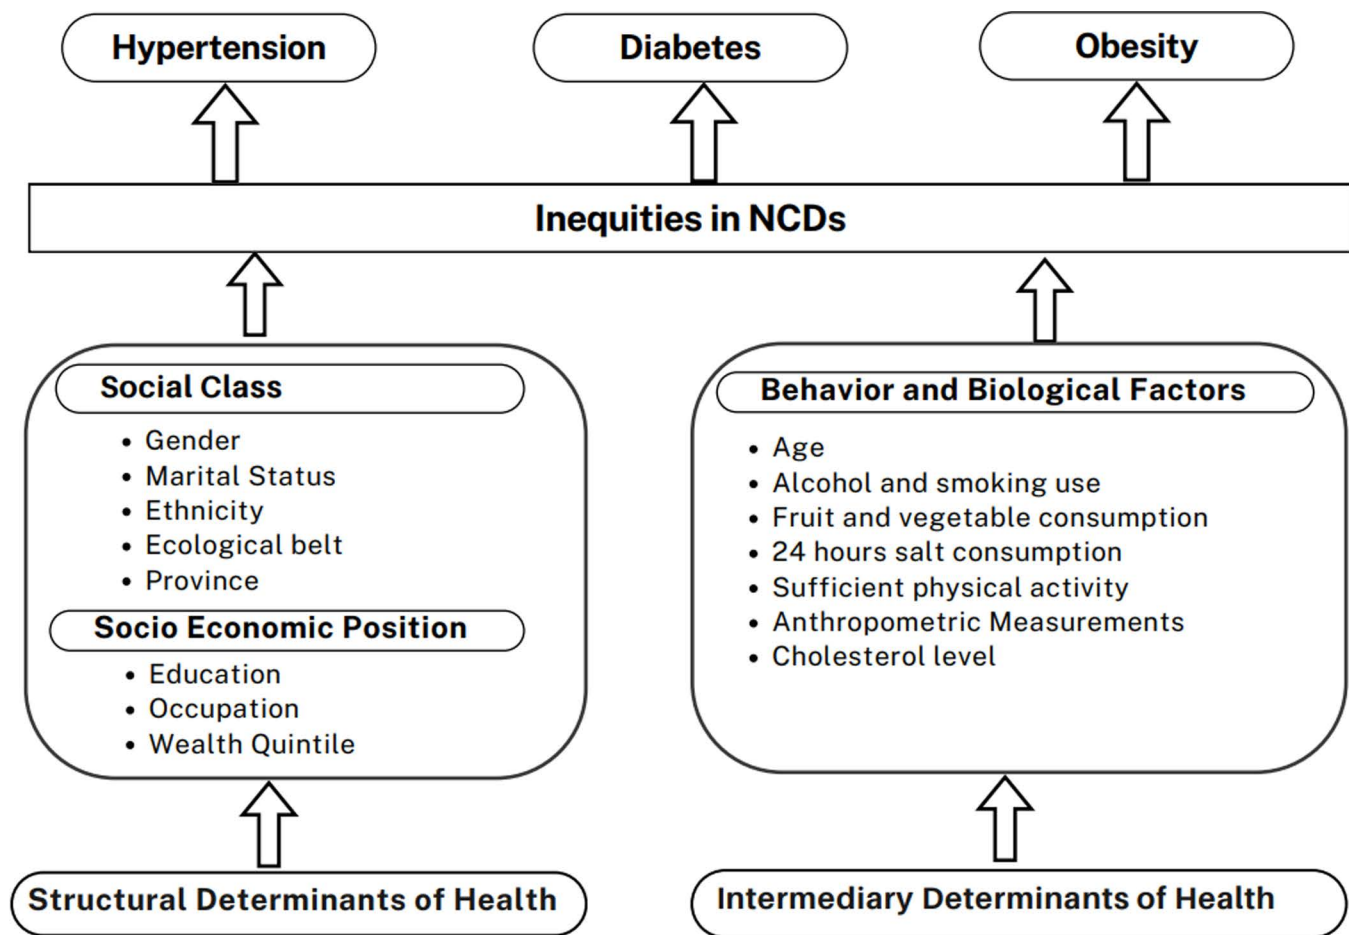 Hypertension
Diabetes
Obesity
Inequities in NCDs
Social Class
• Gender
• Marital Status
• Ethnicity
• Ecological belt
• Province
Socio Economic Position
• Education
• Occupation
• Wealth Quintile
Behavior and Biological Factors
• Age
• Alcohol and smoking use
• Fruit and vegetable consumption
• 24 hours salt consumption
• Sufficient physical activity
• Anthropometric Measurements
• Cholesterol level
Structural Determinants of Health
Intermediary Determinants of Health